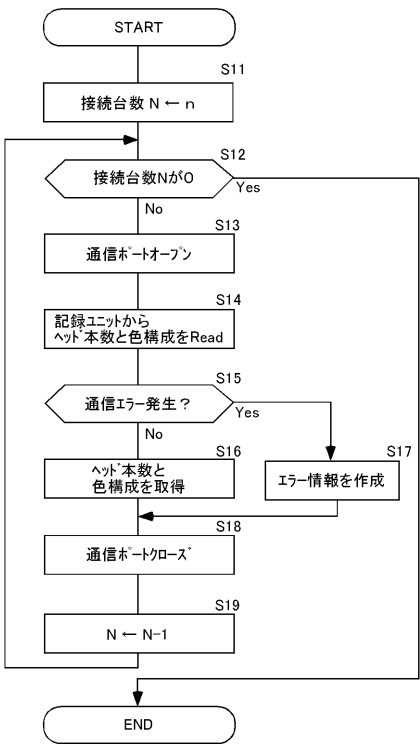 START
S11
接続台数 N ← n
S12
接続台数Nが0
Yes
No
S13
通信ポートオープン
S14
記録ユニットから
ヘッド本数と色構成をRead
S15
通信エラー発生？
Yes
No
S16
ヘッド本数と
色構成を取得
S17
エラー情報を作成
S18
通信ポートクローズ
S19
N ← N-1
END